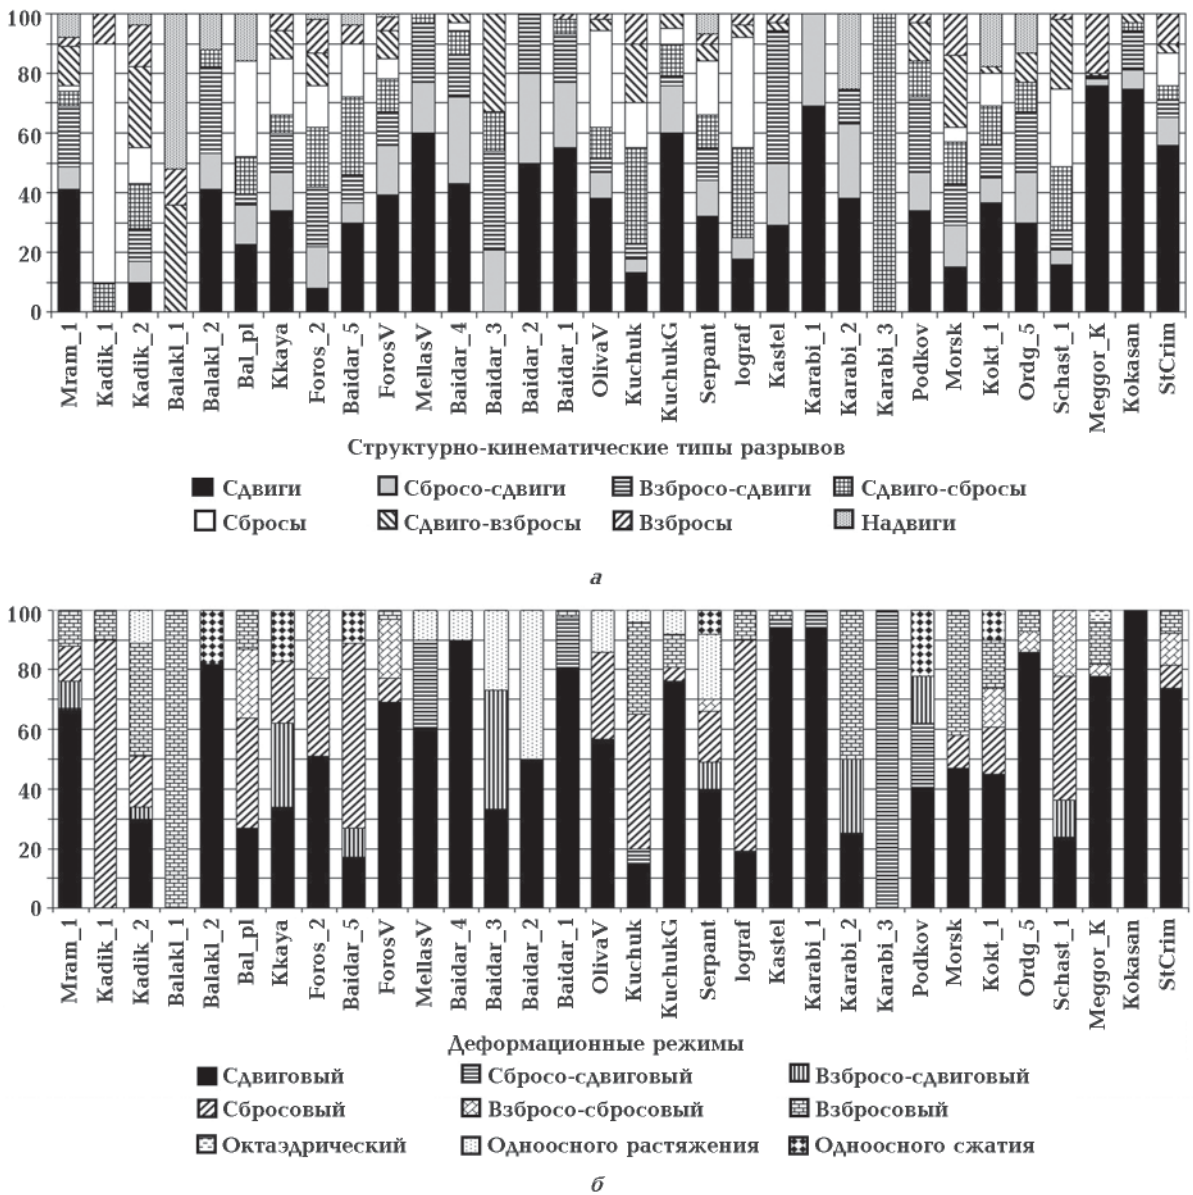 100
80
60
40
20
0
Mram_1 Kadik_1 Kadik_2 Balakl_1 Balakl_2 Bal_pl Kkaya Foros_2 Baidar_5 ForosV MellasV Baidar_4 Baidar_3 Baidar_2 Baidar_1 OlivaV Kuchuk KuchukG Serpant Iograf Kastel Karabi_1 Karabi_2 Karabi_3 Podkov Morsk Kokt_1 Ordg_5 Schast_1 Meggor_K Kokasan StCrim
Структурно-кинематические типы разрывов
Сдвиги Сбросо-сдвиги Взбросо-сдвиги Сдвиго-сбросы
Сбросы Сдвиго-взбросы Взбросы Надвиги
а
100
80
60
40
20
0
Mram_1 Kadik_1 Kadik_2 Balakl_1 Balakl_2 Bal_pl Kkaya Foros_2 Baidar_5 ForosV MellasV Baidar_4 Baidar_3 Baidar_2 Baidar_1 OlivaV Kuchuk KuchukG Serpant Iograf Kastel Karabi_1 Karabi_2 Karabi_3 Podkov Morsk Kokt_1 Ordg_5 Schast_1 Meggor_K Kokasan StCrim
Деформационные режимы
Сдвиговый Сбросо-сдвиговый Взбросо-сдвиговый
Сбросовый Взбросо-сбросовый Взбросовый
Октаэдрический Одноосного растяжения Одноосного сжатия
б